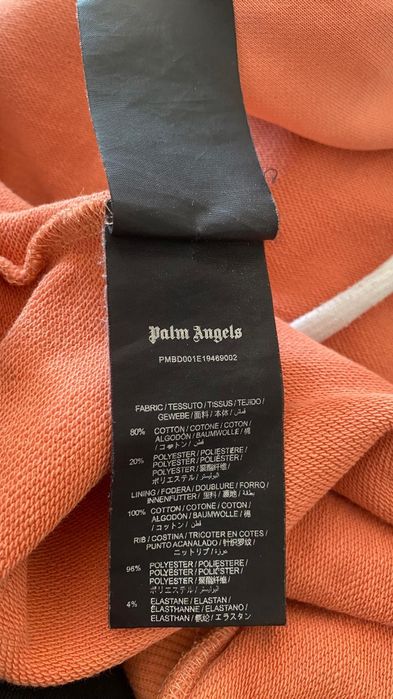 Palm Angels
PMBD001E19469002
FABRIC / TESSUTO / TISSUS / TEJIDO /
GEWEBE / 面料 / 本体 / قماش
80% COTTON / COTONE / COTON /
ALGODÓN / BAUMWOLLE / 棉
/ コットン / قطن
20% POLYESTER / POLIESTERE /
POLYESTER / POLIÉSTER /
POLYESTER / 聚酯纤维 /
ポリエステル / البوليستر
LINING / FODERA / DOUBLURE / FORRO /
INNENFUTTER / 里料 / 裏地 / بطانة
100% COTTON / COTONE / COTON /
ALGODÓN / BAUMWOLLE / 棉
/ コットン / قطن
RIB / COSTINA / TRICOTER EN COTES /
PUNTO ACANALADO / 针织罗纹 /
ニットリブ /
96% POLYESTER / POLIESTERE /
POLYESTER / POLIÉSTER /
POLYESTER / 聚酯纤维 /
ポリエステル / البوليستر
4% ELASTANE / ELASTAN /
ELASTHANNE / ELASTANO /
ELASTHAN / 氨纶 / エラスタン